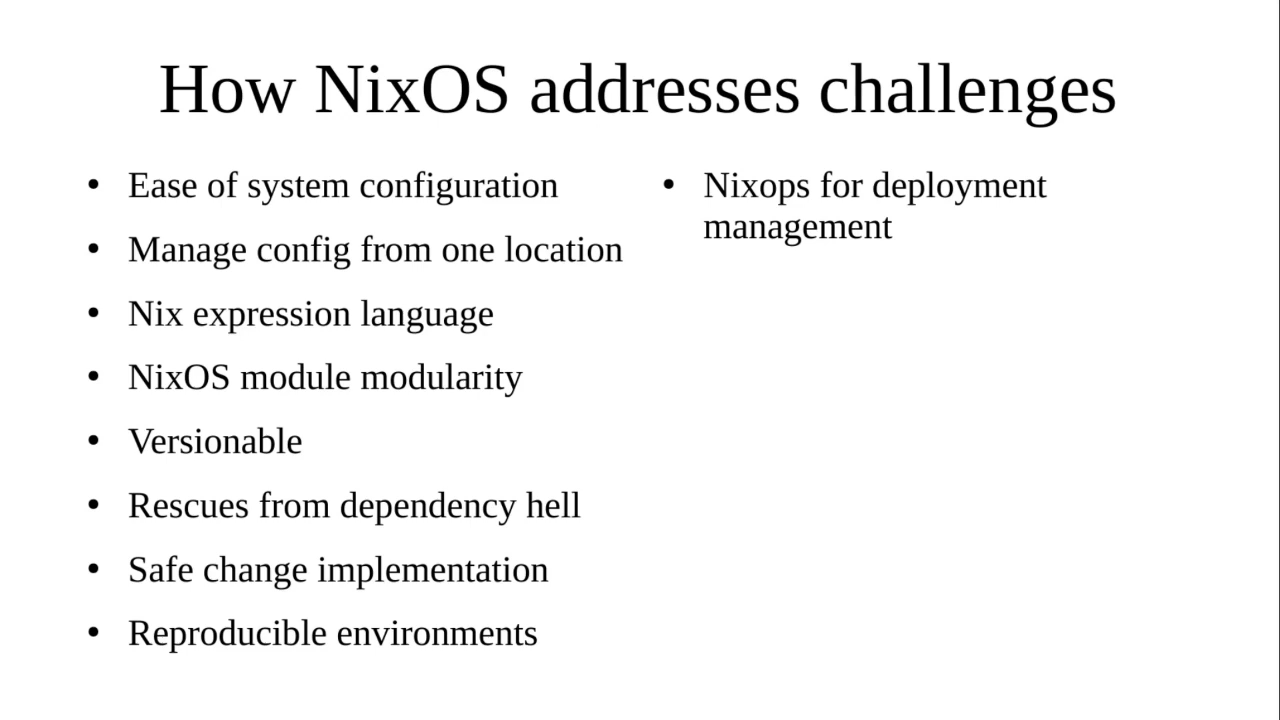 How NixOS addresses challenges
• Ease of system configuration
• Manage config from one location
• Nix expression language
• NixOS module modularity
• Versionable
• Rescues from dependency hell
• Safe change implementation
• Reproducible environments
• Nixops for deployment
management